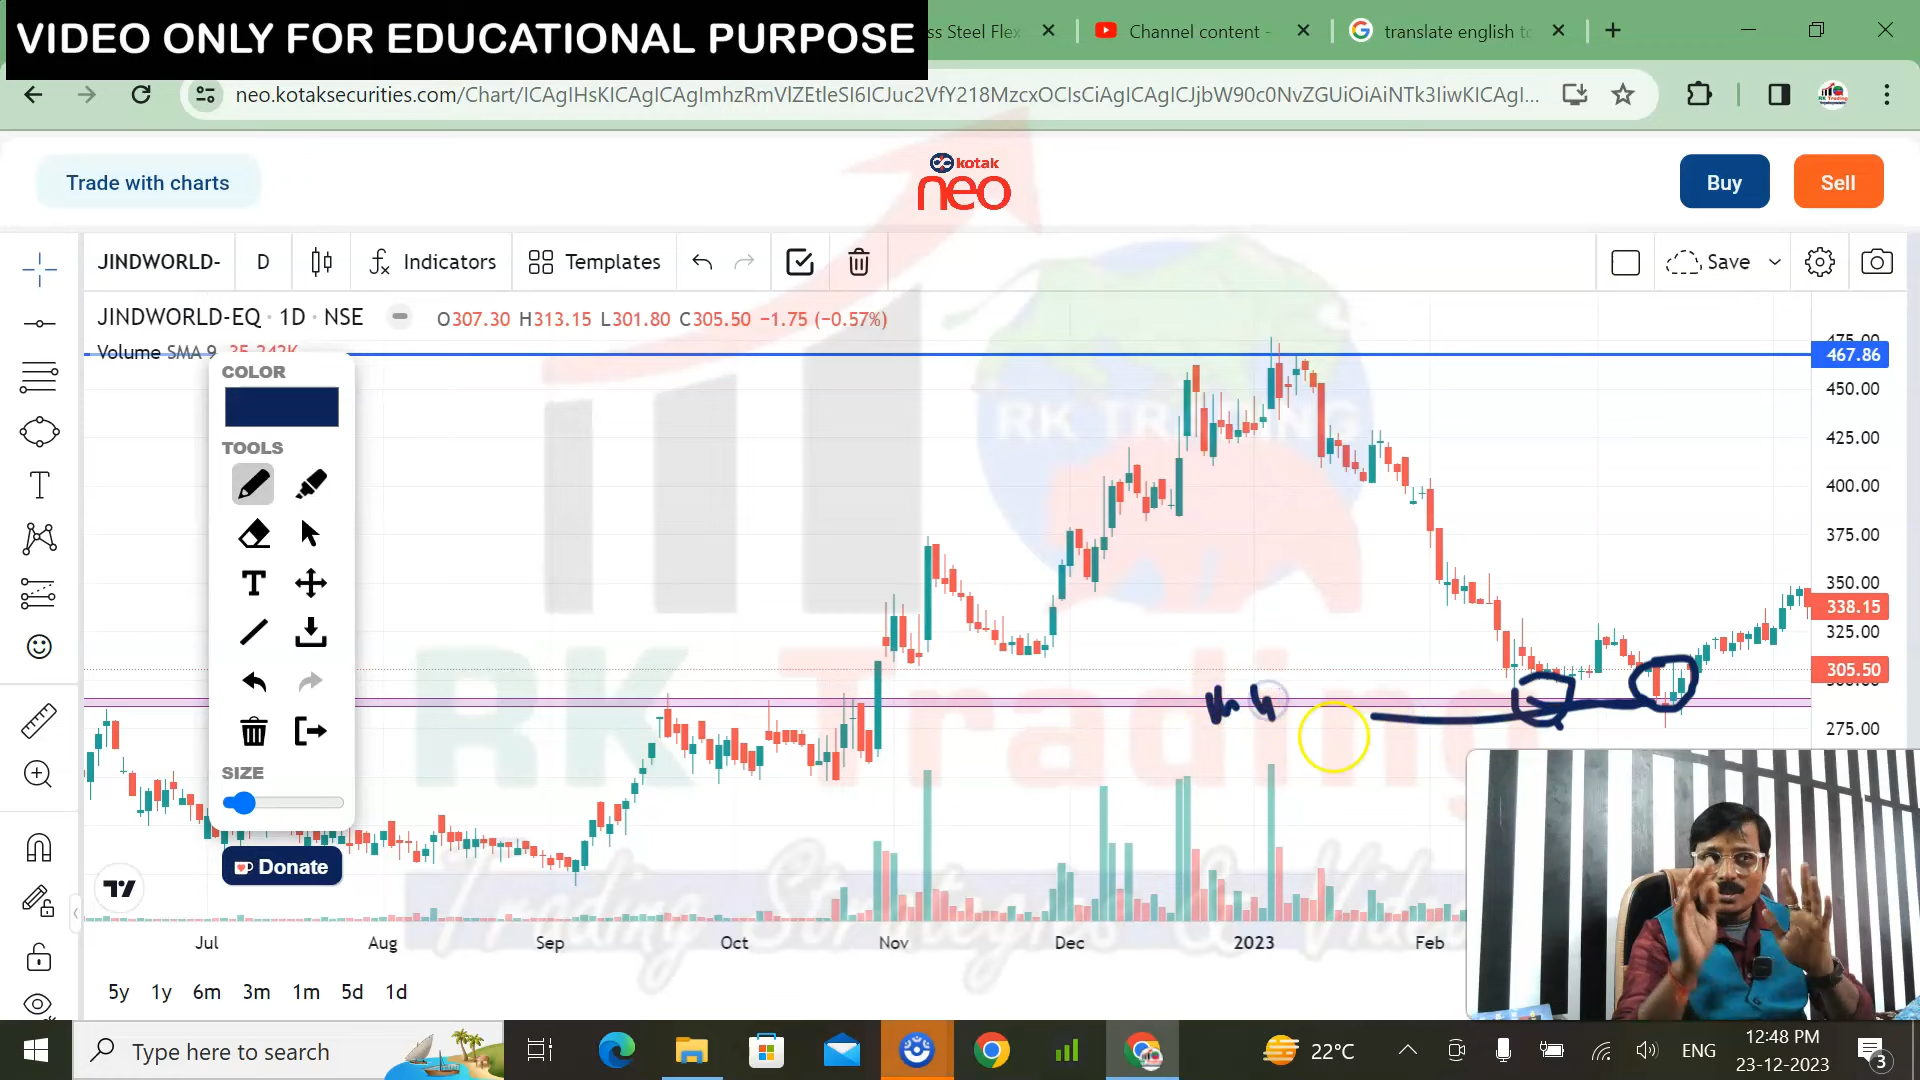 VIDEO ONLY FOR EDUCATIONAL PURPOSE
ss Steel Flex
Channel content -
translate english to
neo.kotaksecurities.com/Chart/
Trade with charts
kotak
neo
Buy
Sell
JINDWORLD-
D
Indicators
Templates
Save
JINDWORLD-EQ · 1D · NSE
O307.30 H313.15 L301.80 C305.50 −1.75 (−0.57%)
Volume SMA 9 35.242K
COLOR
TOOLS
T
SIZE
Donate
475.00
467.86
450.00
425.00
400.00
375.00
350.00
338.15
325.00
305.50
300.00
275.00
RK TRADING
RK Trading
Trading Strategies & Vid
Jul
Aug
Sep
Oct
Nov
Dec
2023
Feb
5y 1y 6m 3m 1m 5d 1d
Type here to search
22°C
ENG
12:48 PM
23-12-2023
3